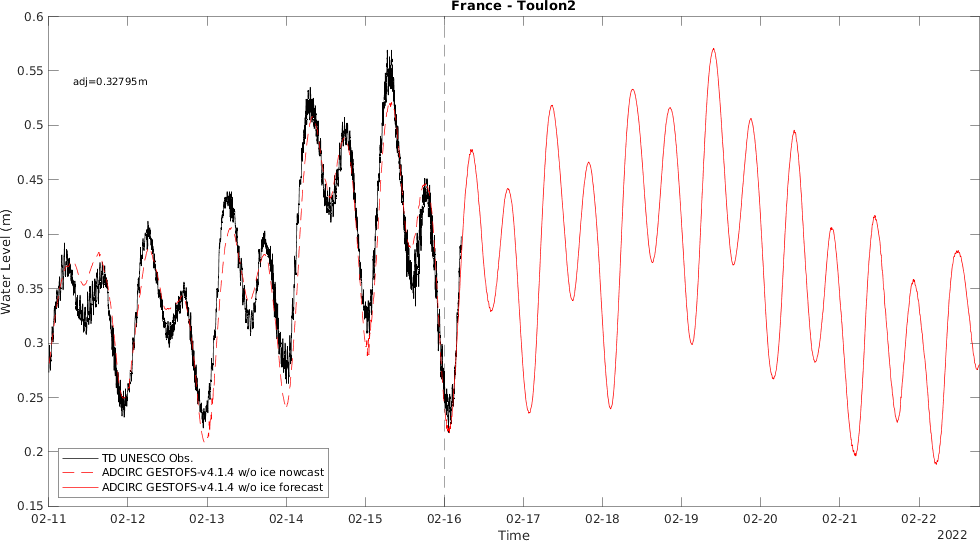 France - Toulon2
adj=0.32795m
0.6
0.55
0.5
0.45
0.4
0.35
0.3
0.25
0.2
0.15
Water Level (m)
TD UNESCO Obs.
ADCIRC GESTOFS-v4.1.4 w/o ice nowcast
ADCIRC GESTOFS-v4.1.4 w/o ice forecast
02-11 02-12 02-13 02-14 02-15 02-16 02-17 02-18 02-19 02-20 02-21 02-22
Time
2022